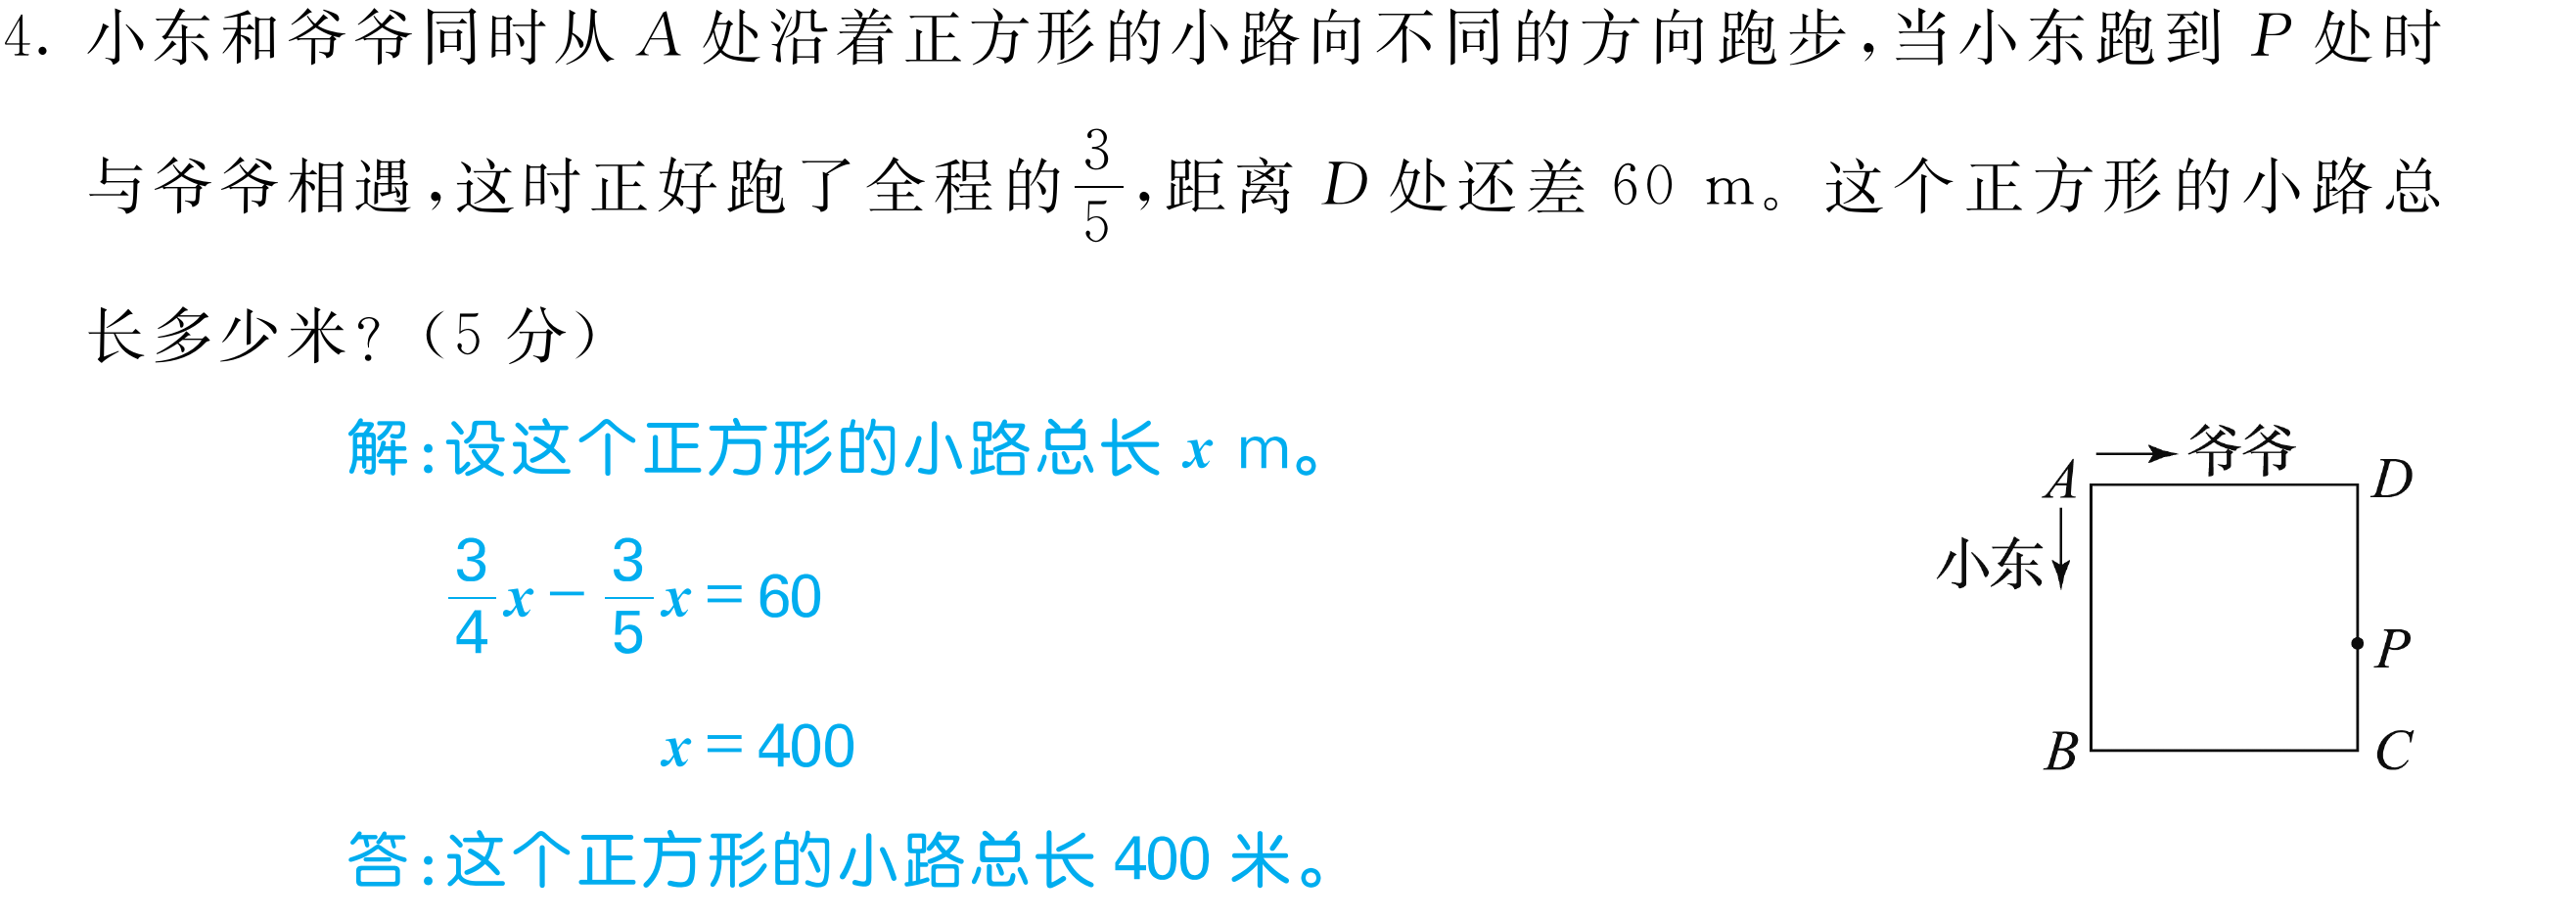 4. 小东和爷爷同时从 A 处沿着正方形的小路向不同的方向跑步,当小东跑到 P 处时
与爷爷相遇,这时正好跑了全程的 3/5,距离 D 处还差 60 m。这个正方形的小路总
长多少米?(5 分)
解:设这个正方形的小路总长 x m。
3/4 x − 3/5 x = 60
x = 400
答:这个正方形的小路总长 400 米。
爷爷
A
D
小东
P
B
C